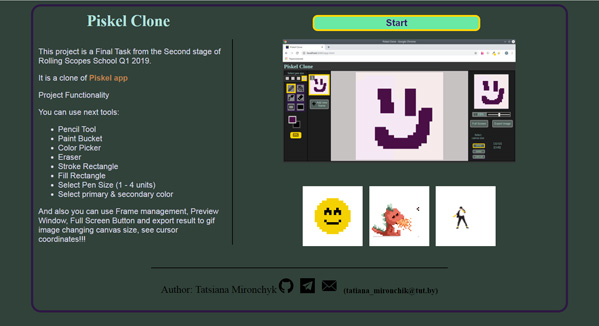 Piskel Clone
Start
This project is a Final Task from the Second stage of
Rolling Scopes School Q1 2019.
It is a clone of Piskel app
Project Functionality
You can use next tools:
Pencil Tool
Paint Bucket
Color Picker
Eraser
Stroke Rectangle
Fill Rectangle
Select Pen Size (1 - 4 units)
Select primary & secondary color
And also you can use Frame management, Preview
Window, Full Screen Button and export result to gif
image changing canvas size, see cursor
coordinates!!!
Piskel Clone
Author: Tatsiana Mironchyk (tatiana_mironchik@tut.by)